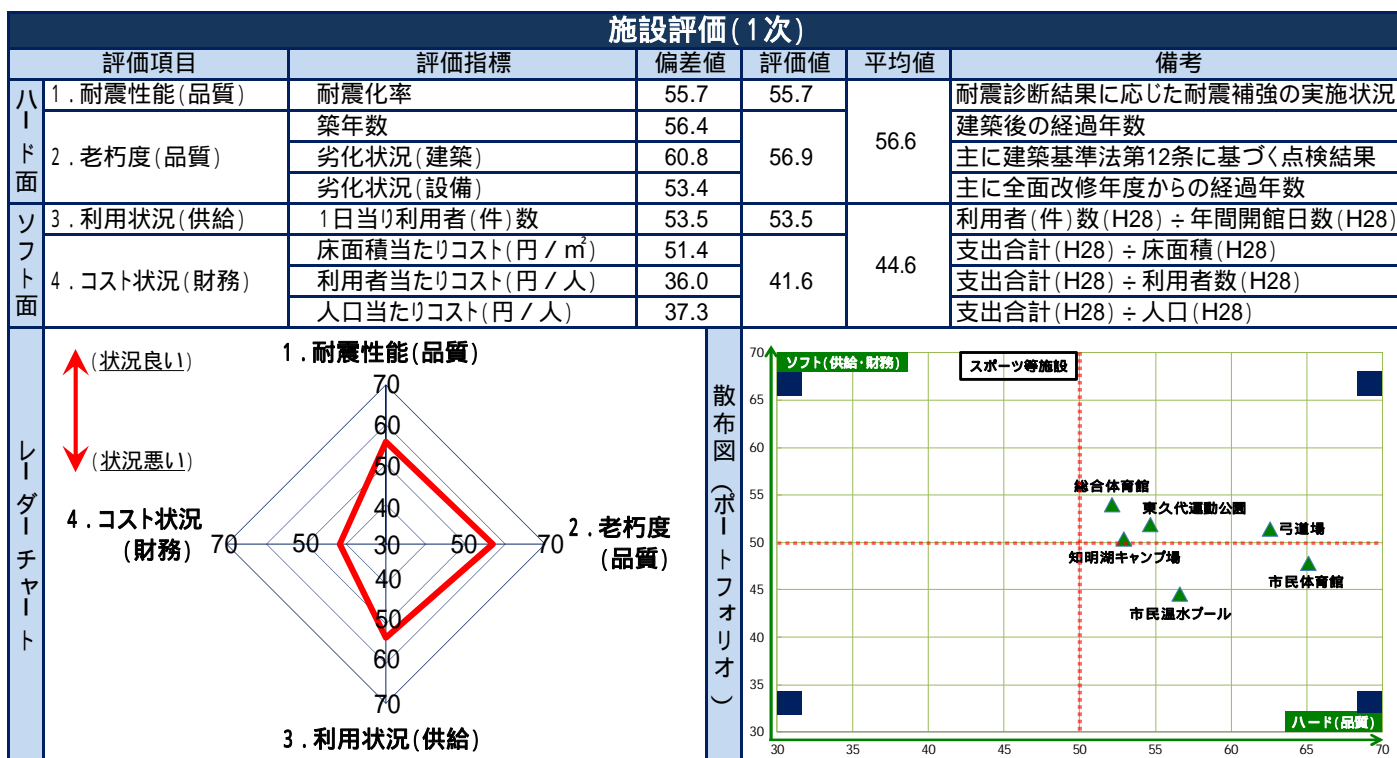 施設評価(1次)
評価項目 評価指標 偏差値 評価値 平均値 備考
ハード面
1.耐震性能(品質) 耐震化率 55.7 55.7 56.6 耐震診断結果に応じた耐震補強の実施状況
2.老朽度(品質) 築年数 56.4 56.9 建築後の経過年数
劣化状況(建築) 60.8 主に建築基準法第12条に基づく点検結果
劣化状況(設備) 53.4 主に全面改修年度からの経過年数
ソフト面
3.利用状況(供給) 1日当り利用者(件)数 53.5 53.5 44.6 利用者(件)数(H28)÷年間開館日数(H28)
4.コスト状況(財務) 床面積当たりコスト(円/㎡) 51.4 41.6 支出合計(H28)÷床面積(H28)
利用者当たりコスト(円/人) 36.0 支出合計(H28)÷利用者数(H28)
人口当たりコスト(円/人) 37.3 支出合計(H28)÷人口(H28)
レーダーチャート
(状況良い)
(状況悪い)
1.耐震性能(品質)
70
60
50
40
4.コスト状況
(財務)
70 50 30 50 70
2.老朽度
(品質)
40
50
60
70
3.利用状況(供給)
散布図(ポートフォリオ)
ソフト(供給・財務)
スポーツ等施設
70
65
60
55
50
45
40
35
30
総合体育館
東久代運動公園
弓道場
知明湖キャンプ場
市民体育館
市民温水プール
ハード(品質)
30 35 40 45 50 55 60 65 70